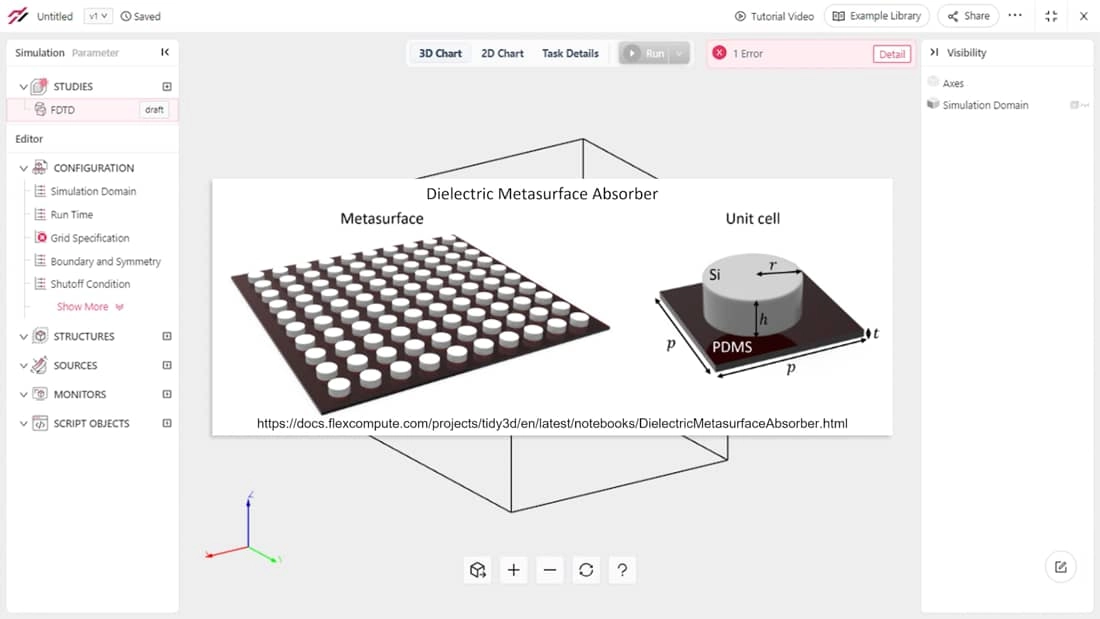 Untitled
v1
Saved
Tutorial Video
Example Library
Share
Simulation Parameter
3D Chart
2D Chart
Task Details
Run
1 Error
Detail
Visibility
STUDIES
FDTD
draft
Axes
Simulation Domain
Editor
CONFIGURATION
Simulation Domain
Run Time
Grid Specification
Boundary and Symmetry
Shutoff Condition
Show More
STRUCTURES
SOURCES
MONITORS
SCRIPT OBJECTS
Dielectric Metasurface Absorber
Metasurface
Unit cell
Si
r
h
t
p
PDMS
p
https://docs.flexcompute.com/projects/tidy3d/en/latest/notebooks/DielectricMetasurfaceAbsorber.html